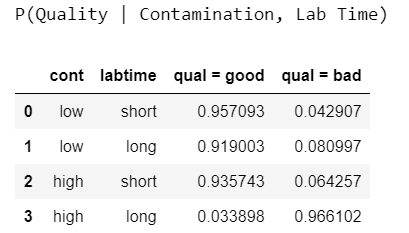 P(Quality | Contamination, Lab Time)
cont labtime qual = good qual = bad
0 low short 0.957093 0.042907
1 low long 0.919003 0.080997
2 high short 0.935743 0.064257
3 high long 0.033898 0.966102